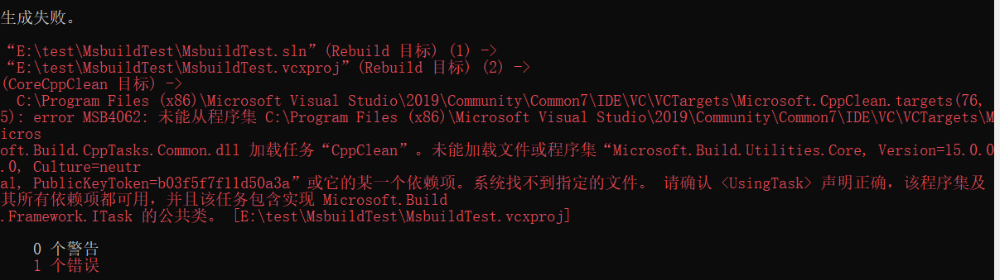 生成失败。
“E:\test\MsbuildTest\MsbuildTest.sln”(Rebuild 目标) (1) ->
“E:\test\MsbuildTest\MsbuildTest.vcxproj”(Rebuild 目标) (2) ->
(CoreCppClean 目标) ->
C:\Program Files (x86)\Microsoft Visual Studio\2019\Community\Common7\IDE\VC\VCTargets\Microsoft.CppClean.targets(76,
5): error MSB4062: 未能从程序集 C:\Program Files (x86)\Microsoft Visual Studio\2019\Community\Common7\IDE\VC\VCTargets\M
icros
oft.Build.CppTasks.Common.dll 加载任务“CppClean”。未能加载文件或程序集“Microsoft.Build.Utilities.Core, Version=15.0.0
.0, Culture=neutr
al, PublicKeyToken=b03f5f7f11d50a3a”或它的某一个依赖项。系统找不到指定的文件。 请确认 <UsingTask> 声明正确，该程序集及
其所有依赖项都可用，并且该任务包含实现 Microsoft.Build
.Framework.ITask 的公共类。 [E:\test\MsbuildTest\MsbuildTest.vcxproj]
0 个警告
1 个错误